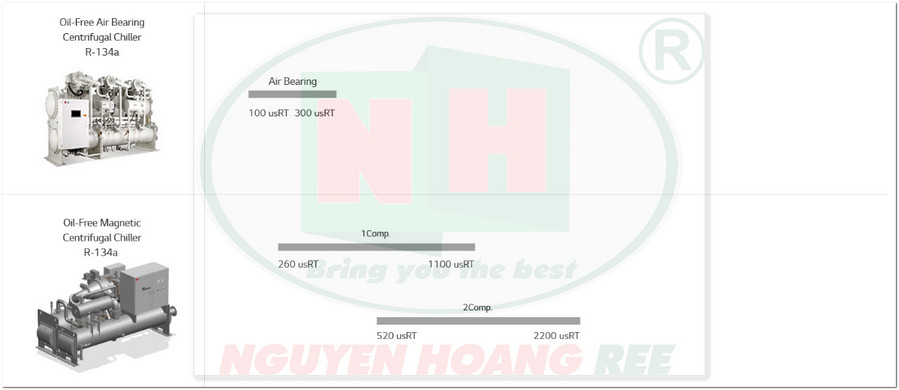 Oil-Free Air Bearing
Centrifugal Chiller
R-134a
Air Bearing
100 usRT 300 usRT
®
NH
Oil-Free Magnetic
Centrifugal Chiller
R-134a
1Comp.
260 usRT 1100 usRT
Bring you the best
2Comp.
520 usRT 2200 usRT
NGUYEN HOANG REE